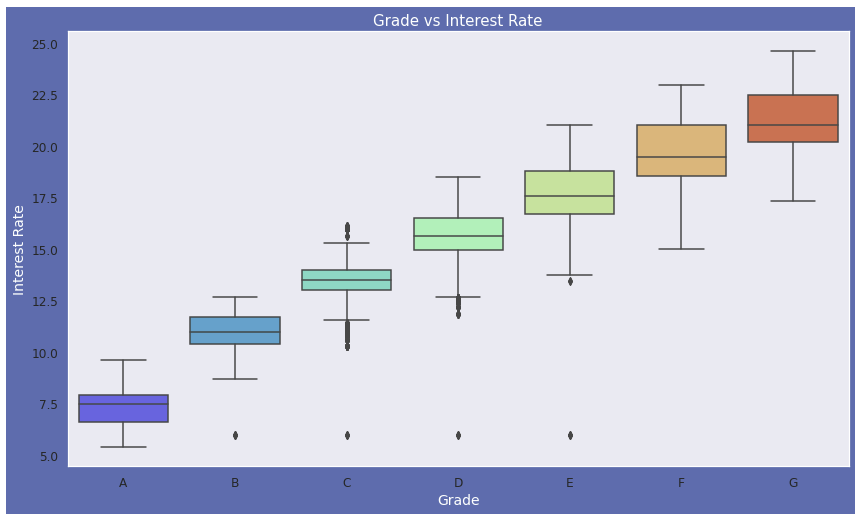 Grade vs Interest Rate
25.0
22.5
20.0
17.5
15.0
12.5
10.0
7.5
5.0
Interest Rate
A B C D E F G
Grade